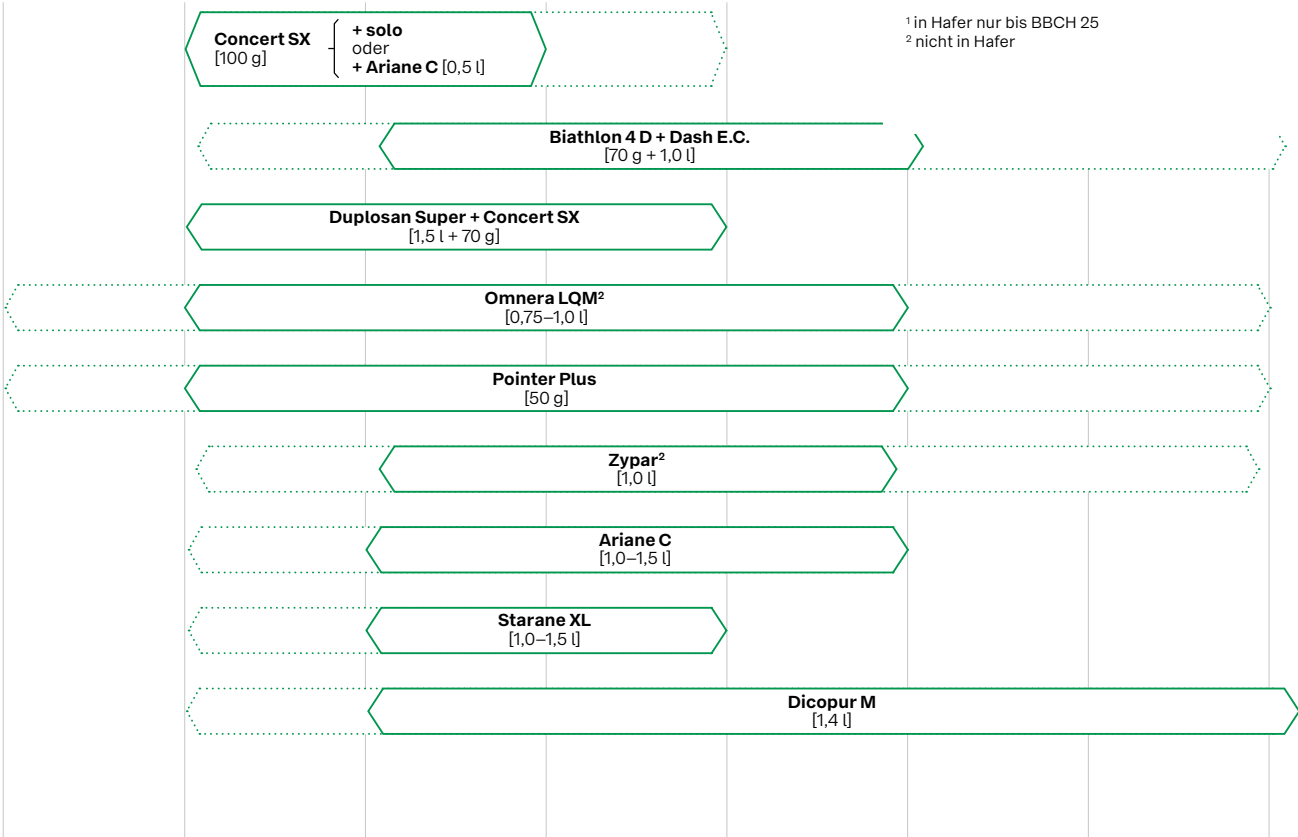 Concert SX
[100 g]
+ solo
oder
+ Ariane C [0,5 l]
¹ in Hafer nur bis BBCH 25
² nicht in Hafer
Biathlon 4 D + Dash E.C.
[70 g + 1,0 l]
Duplosan Super + Concert SX
[1,5 l + 70 g]
Omnera LQM²
[0,75–1,0 l]
Pointer Plus
[50 g]
Zypar²
[1,0 l]
Ariane C
[1,0–1,5 l]
Starane XL
[1,0–1,5 l]
Dicopur M
[1,4 l]